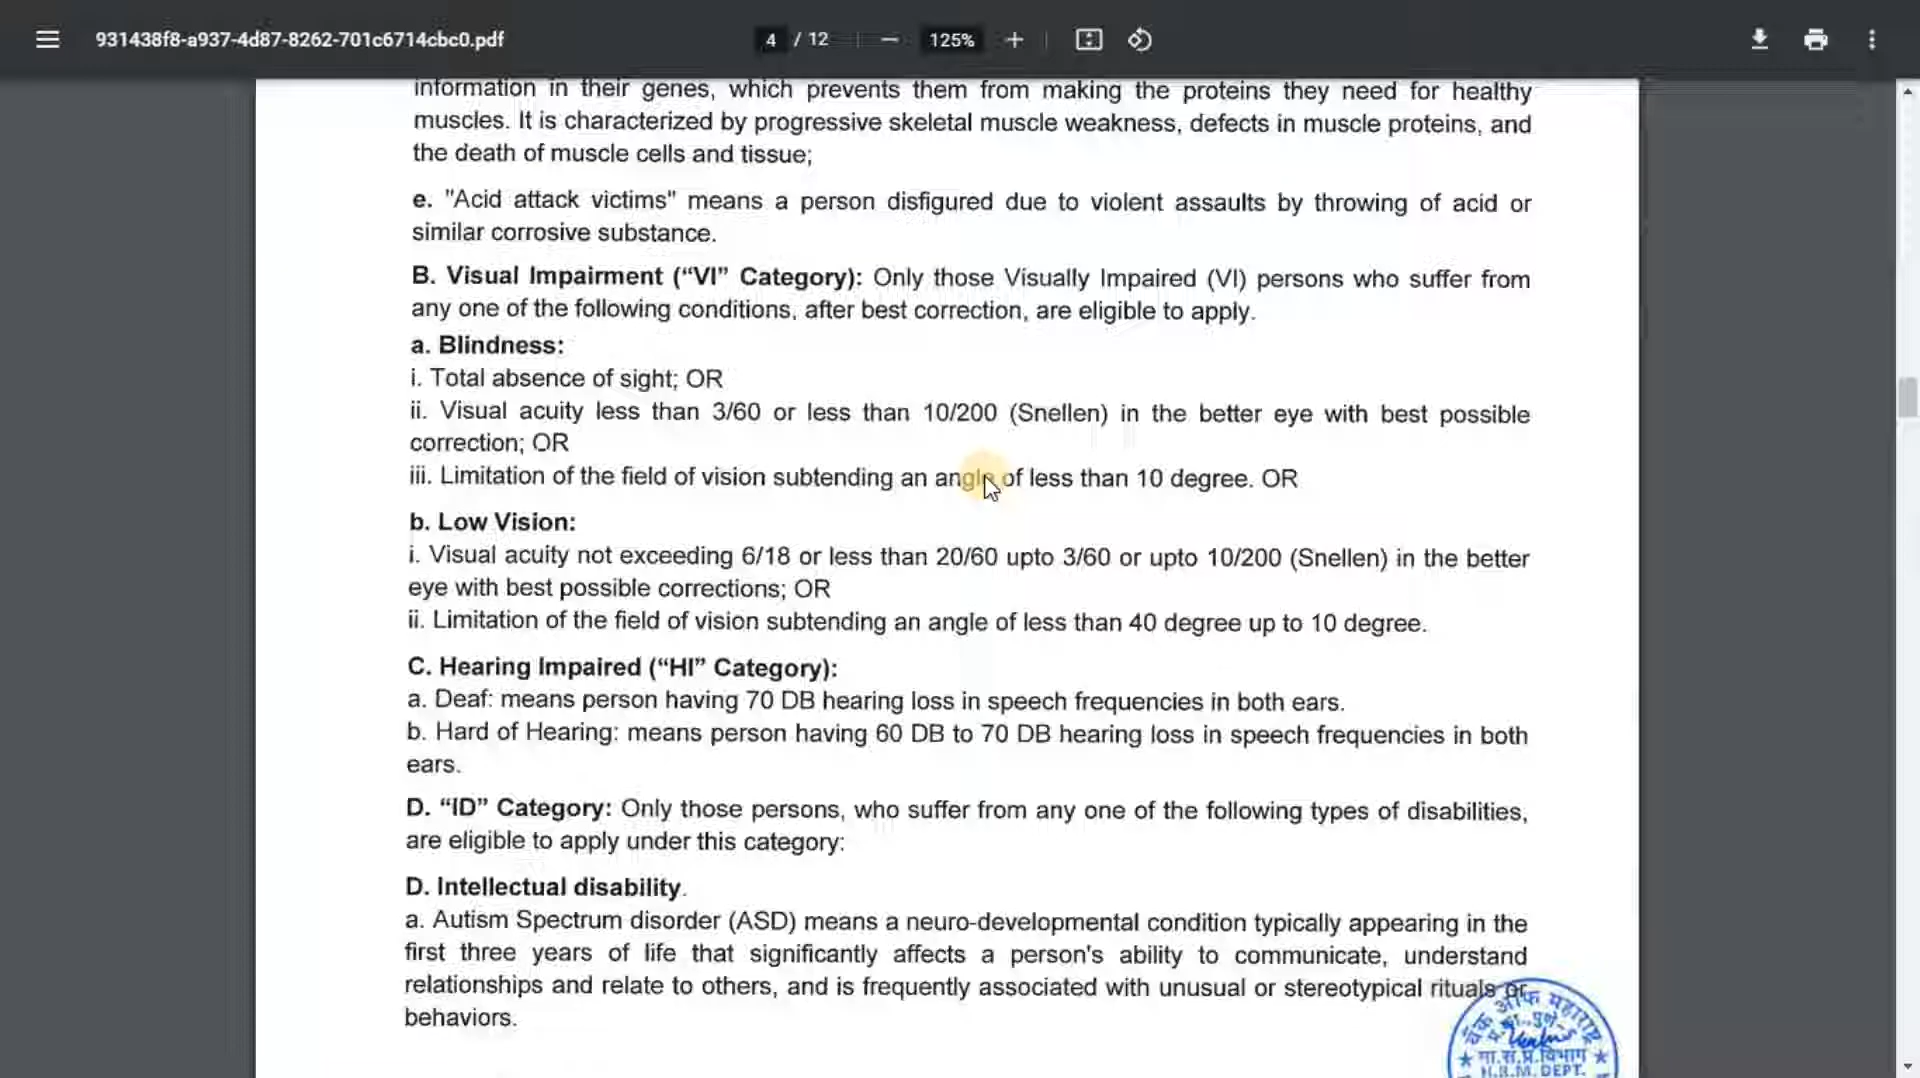 931438f8-a937-4d87-8262-701c6714cbc0.pdf
4 / 12
125%
information in their genes, which prevents them from making the proteins they need for healthy
muscles. It is characterized by progressive skeletal muscle weakness, defects in muscle proteins, and
the death of muscle cells and tissue;
e. "Acid attack victims" means a person disfigured due to violent assaults by throwing of acid or
similar corrosive substance.
B. Visual Impairment (“VI” Category): Only those Visually Impaired (VI) persons who suffer from
any one of the following conditions, after best correction, are eligible to apply.
a. Blindness:
i. Total absence of sight; OR
ii. Visual acuity less than 3/60 or less than 10/200 (Snellen) in the better eye with best possible
correction; OR
iii. Limitation of the field of vision subtending an angle of less than 10 degree. OR
b. Low Vision:
i. Visual acuity not exceeding 6/18 or less than 20/60 upto 3/60 or upto 10/200 (Snellen) in the better
eye with best possible corrections; OR
ii. Limitation of the field of vision subtending an angle of less than 40 degree up to 10 degree.
C. Hearing Impaired (“HI” Category):
a. Deaf: means person having 70 DB hearing loss in speech frequencies in both ears.
b. Hard of Hearing: means person having 60 DB to 70 DB hearing loss in speech frequencies in both
ears.
D. “ID” Category: Only those persons, who suffer from any one of the following types of disabilities,
are eligible to apply under this category:
D. Intellectual disability.
a. Autism Spectrum disorder (ASD) means a neuro-developmental condition typically appearing in the
first three years of life that significantly affects a person's ability to communicate, understand
relationships and relate to others, and is frequently associated with unusual or stereotypical rituals or
behaviors.
बैंक ऑफ महाराष्ट्र
मा.सं.प्र.विभाग
H.R.M. DEPT.